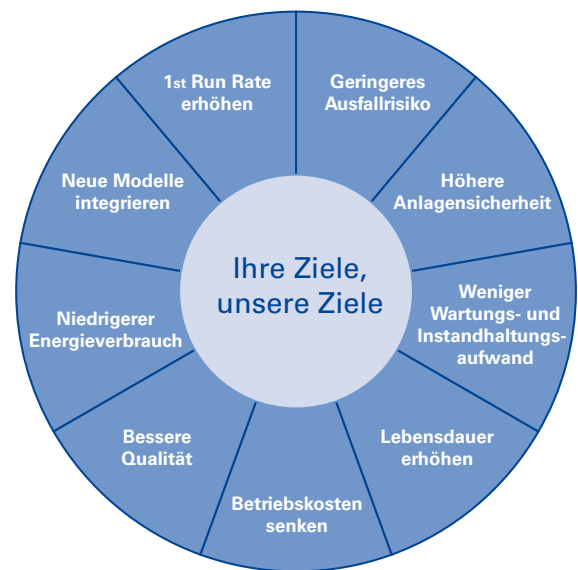 Ihre Ziele,
unsere Ziele
Geringeres
Ausfallrisiko
Höhere
Anlagensicherheit
Weniger
Wartungs- und
Instandhaltungs-
aufwand
Lebensdauer
erhöhen
Betriebskosten
senken
Bessere
Qualität
Niedrigerer
Energieverbrauch
Neue Modelle
integrieren
1st Run Rate
erhöhen